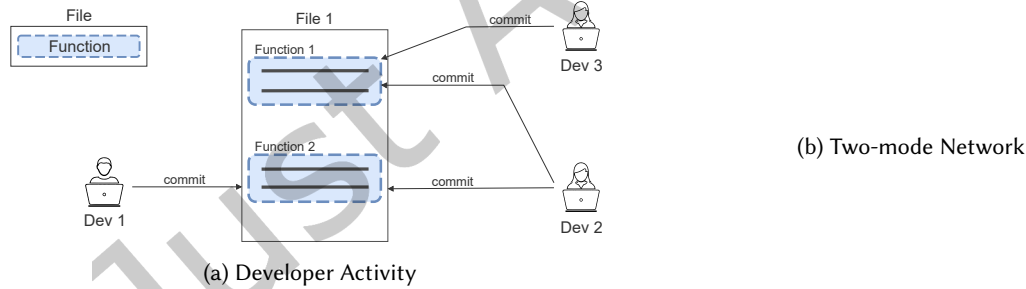 File
Function
File 1
Function 1
Function 2
commit
commit
commit
commit
Dev 3
Dev 1
Dev 2
(a) Developer Activity
(b) Two-mode Network
Just A